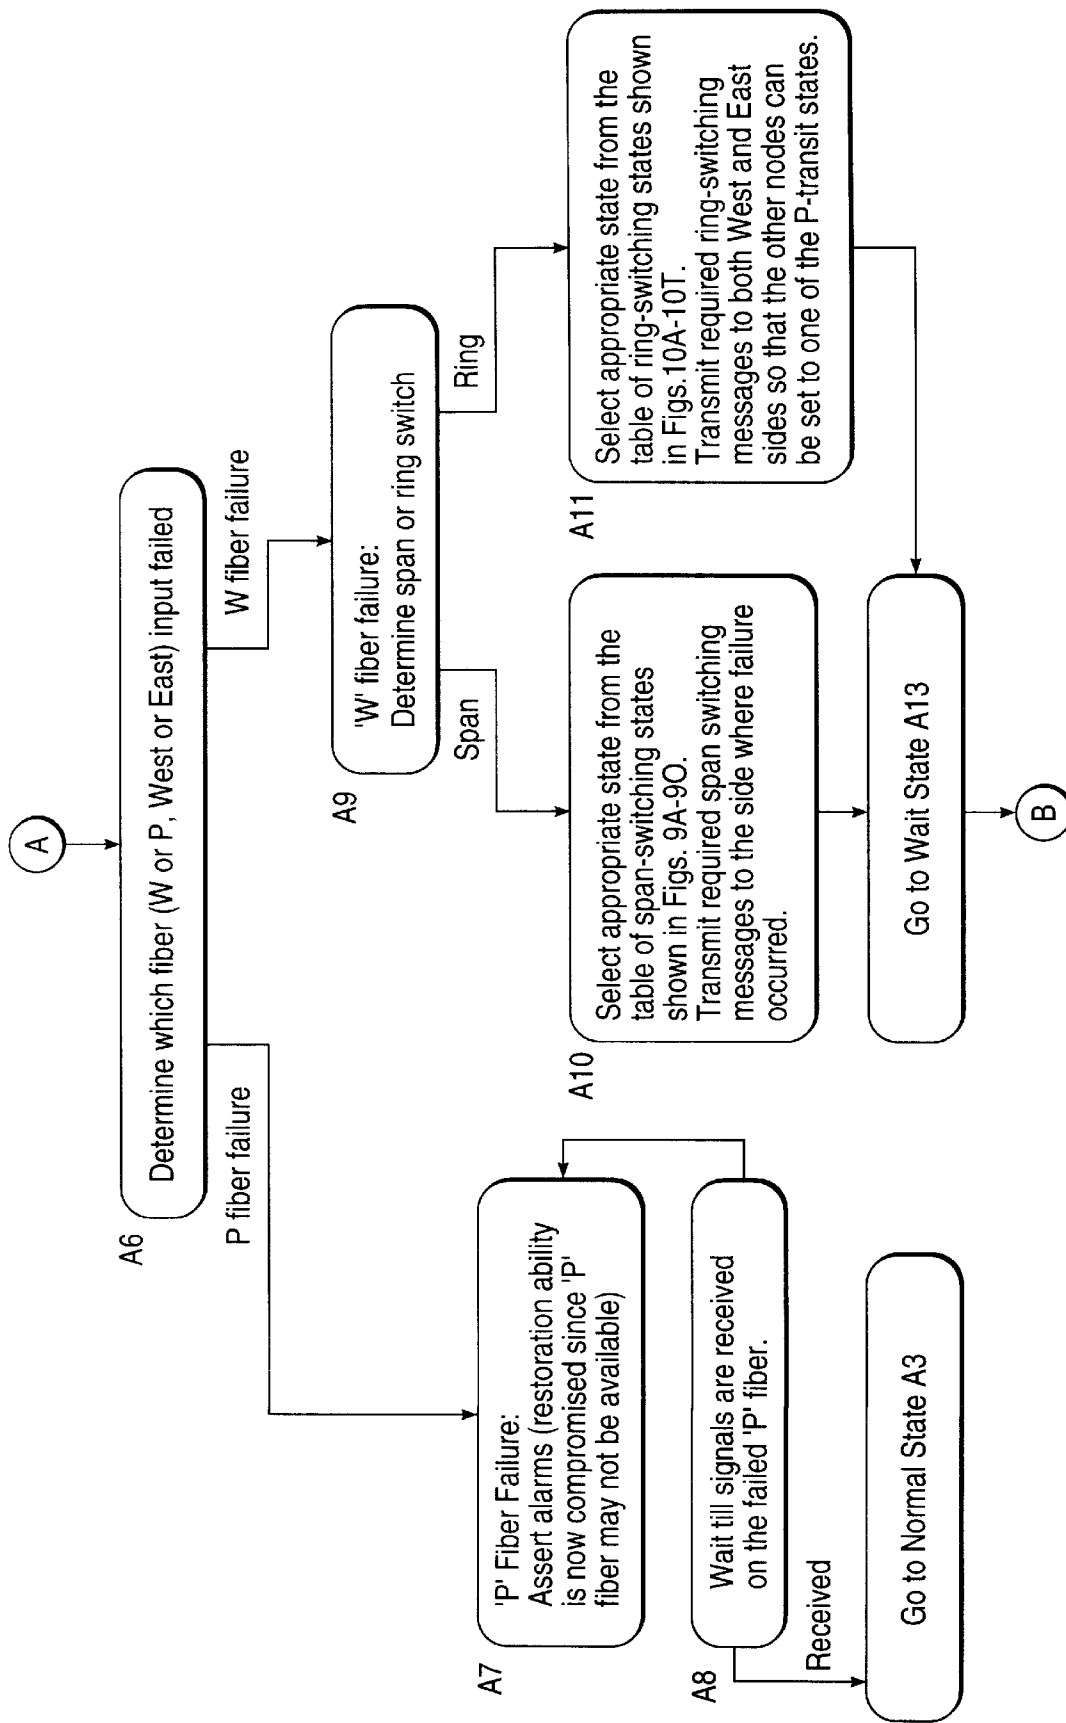 A
A6
Determine which fiber (W or P, West or East) input failed
P fiber failure
W fiber failure
A9
'W' fiber failure:
Determine span or ring switch
Span
Ring
A7
'P' Fiber Failure:
Assert alarms (restoration ability
is now compromised since 'P'
fiber may not be available)
A10
Select appropriate state from the
table of span-switching states
shown in Figs. 9A-9O.
Transmit required span switching
messages to the side where failure
occurred.
A11
Select appropriate state from the
table of ring-switching states shown
in Figs.10A-10T.
Transmit required ring-switching
messages to both West and East
sides so that the other nodes can
be set to one of the P-transit states.
A8
Wait till signals are received
on the failed 'P' fiber.
Received
Go to Normal State A3
Go to Wait State A13
B